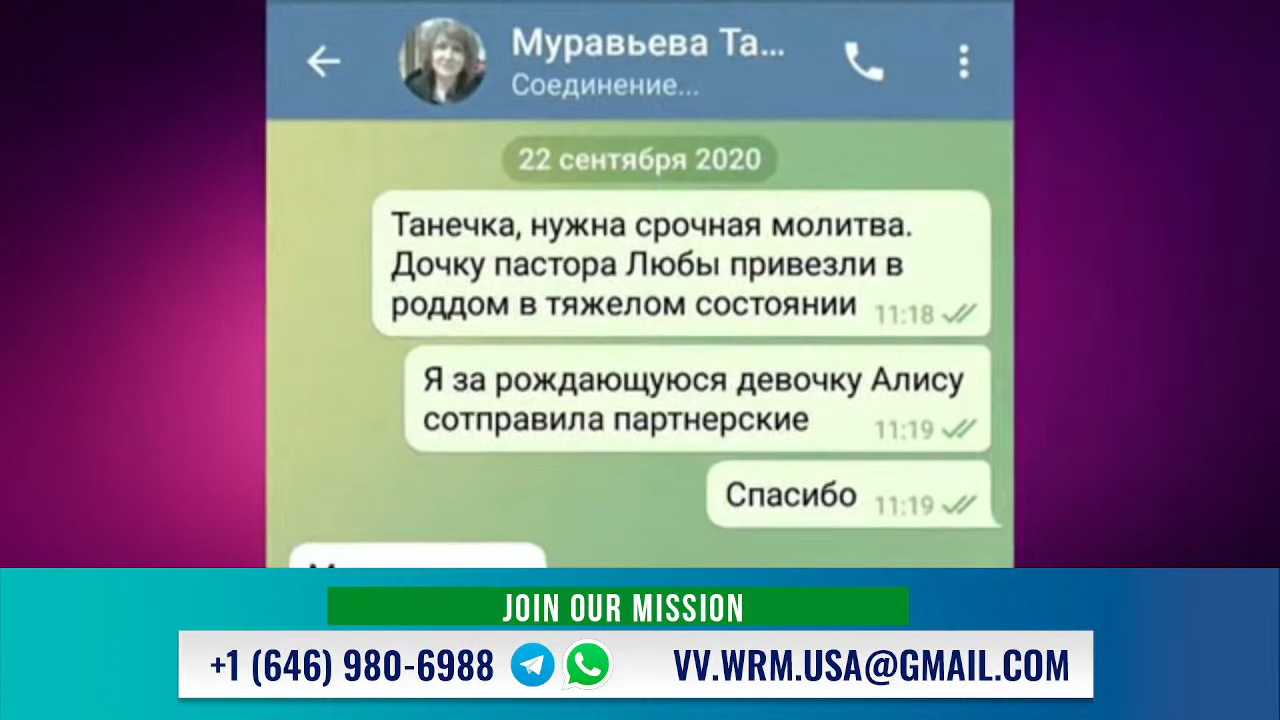 Муравьева Та...
Соединение...
22 сентября 2020
Танечка, нужна срочная молитва.
Дочку пастора Любы привезли в
роддом в тяжелом состоянии 11:18
Я за рождающуюся девочку Алису
сотправила партнерские 11:19
Спасибо 11:19
JOIN OUR MISSION
+1 (646) 980-6988 VV.WRM.USA@GMAIL.COM